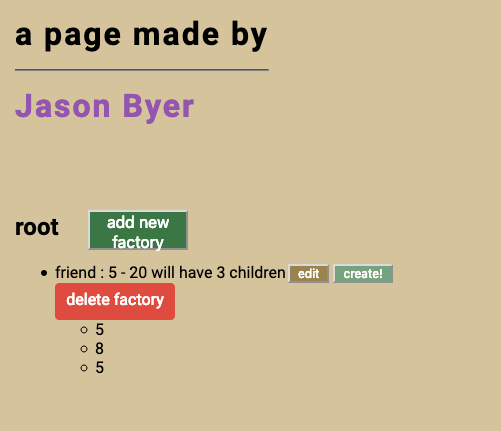 a page made by
Jason Byer
root
add new
factory
friend : 5 - 20 will have 3 children edit create!
delete factory
5
8
5